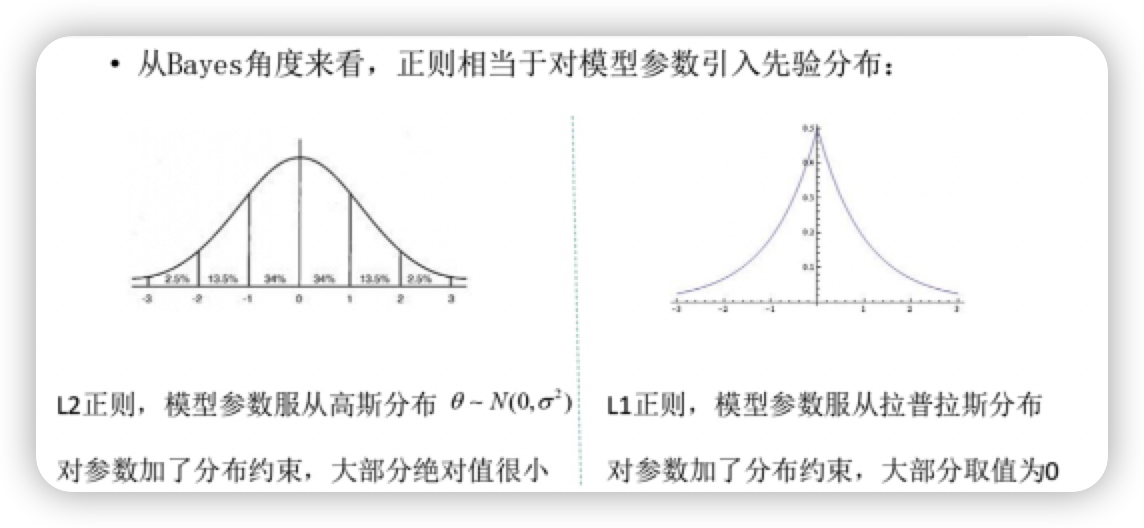 • 从Bayes角度来看，正则相当于对模型参数引入先验分布：
2.5% 13.5% 34% 34% 13.5% 2.5%
-3 -2 -1 0 1 2 3
L2正则，模型参数服从高斯分布 θ ~ N(0,σ²)
对参数加了分布约束，大部分绝对值很小
0.5
0.4
0.3
0.2
0.1
-3 -2 -1 1 2 3
L1正则，模型参数服从拉普拉斯分布
对参数加了分布约束，大部分取值为0